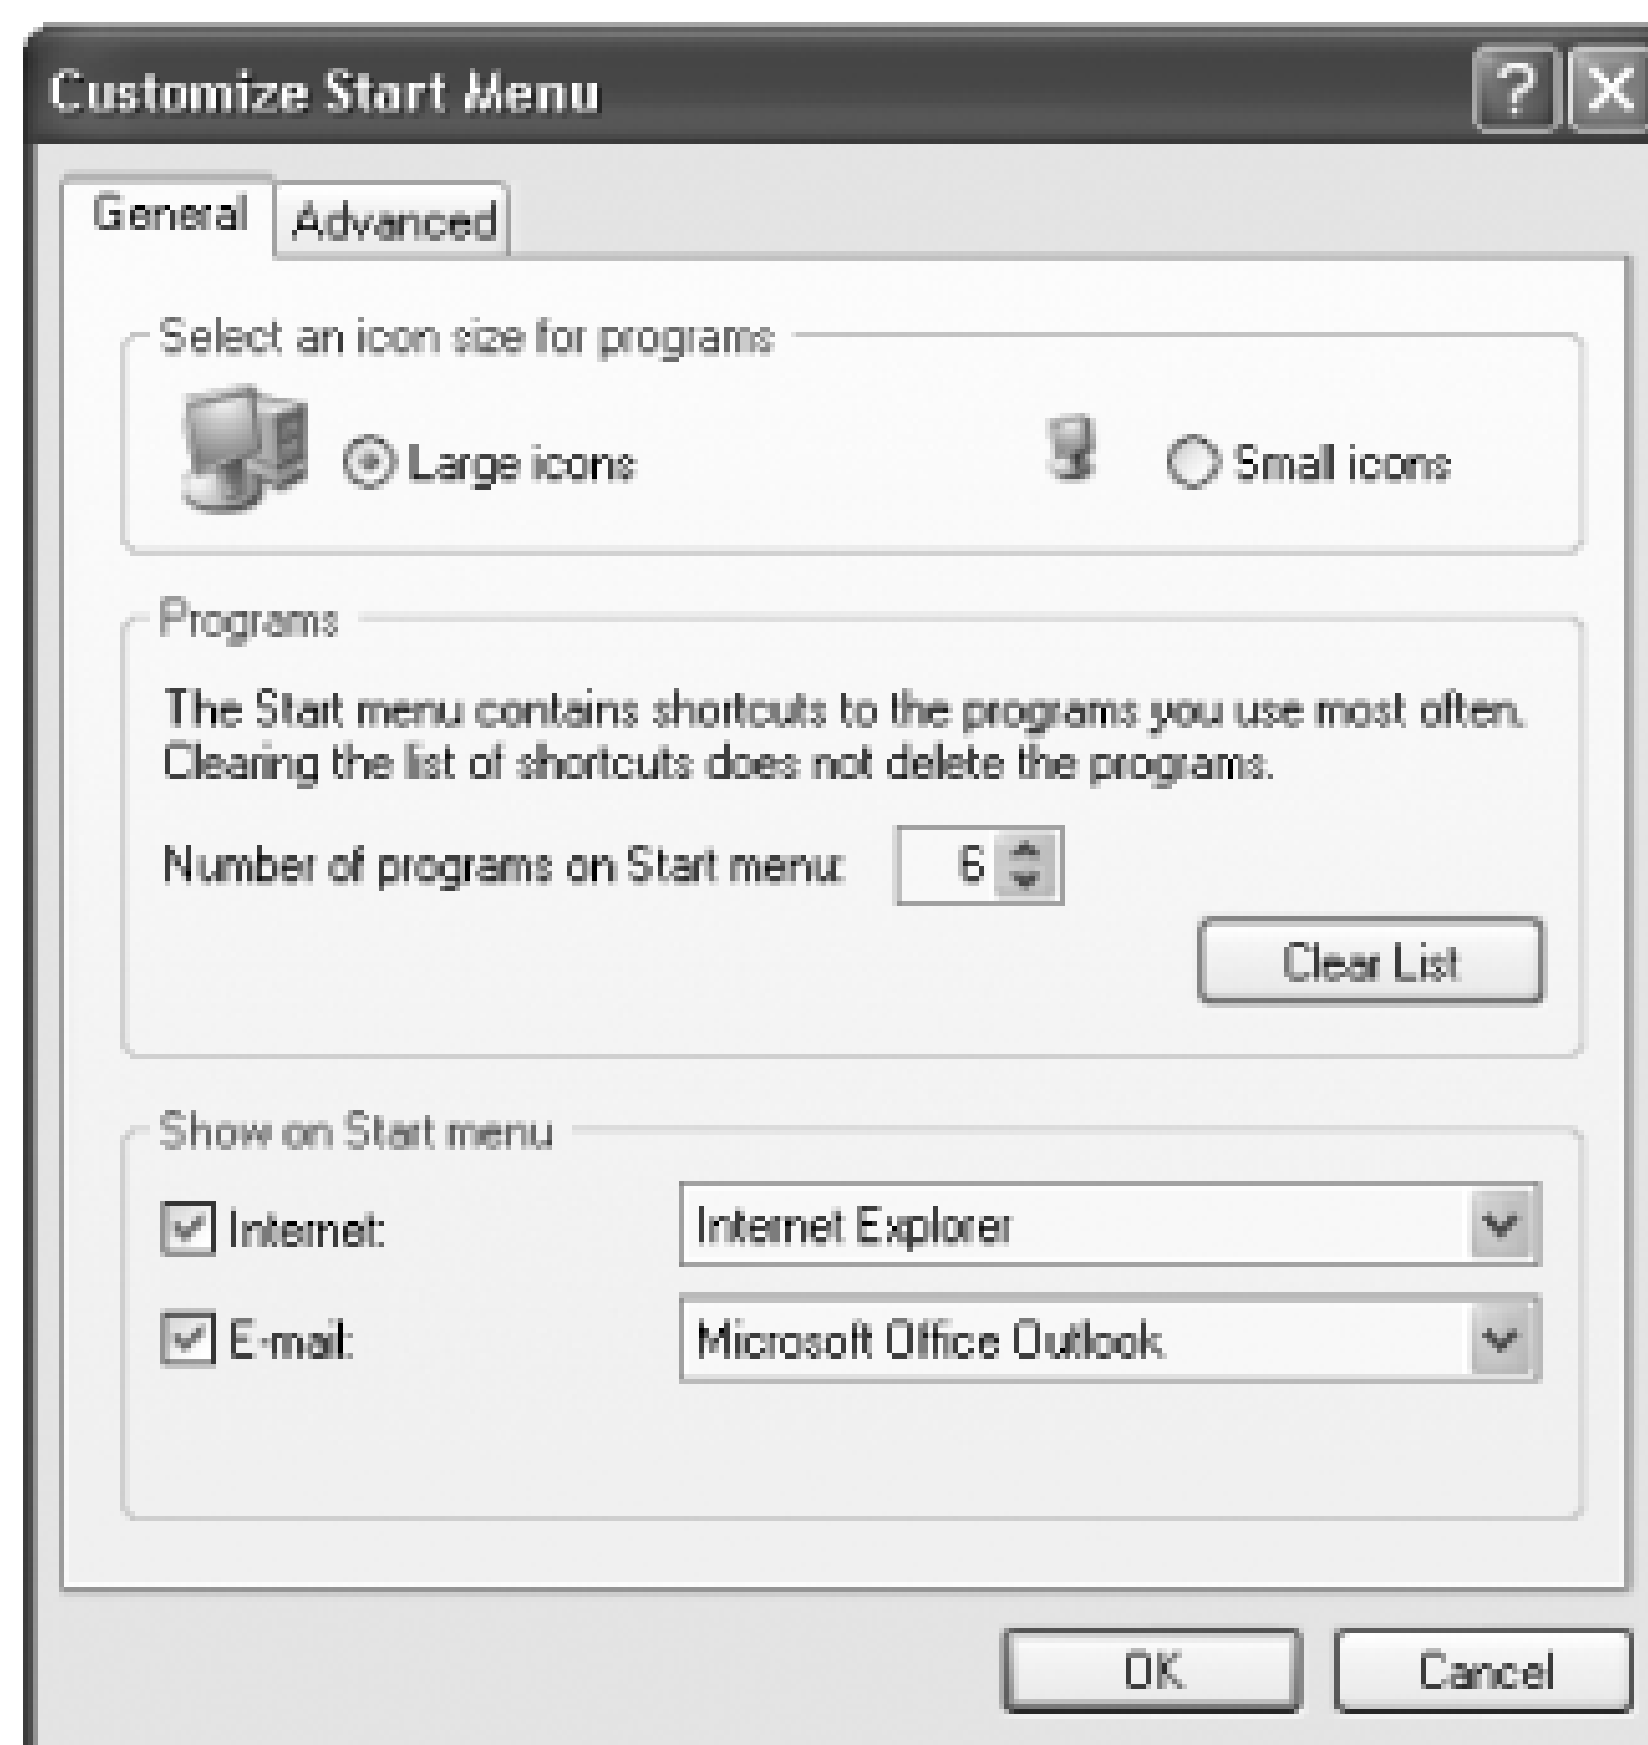 Customize Start Menu
General Advanced
Select an icon size for programs
Large icons Small icons
Programs
The Start menu contains shortcuts to the programs you use most often.
Clearing the list of shortcuts does not delete the programs.
Number of programs on Start menu: 6
Clear List
Show on Start menu
Internet: Internet Explorer
E-mail: Microsoft Office Outlook
OK Cancel